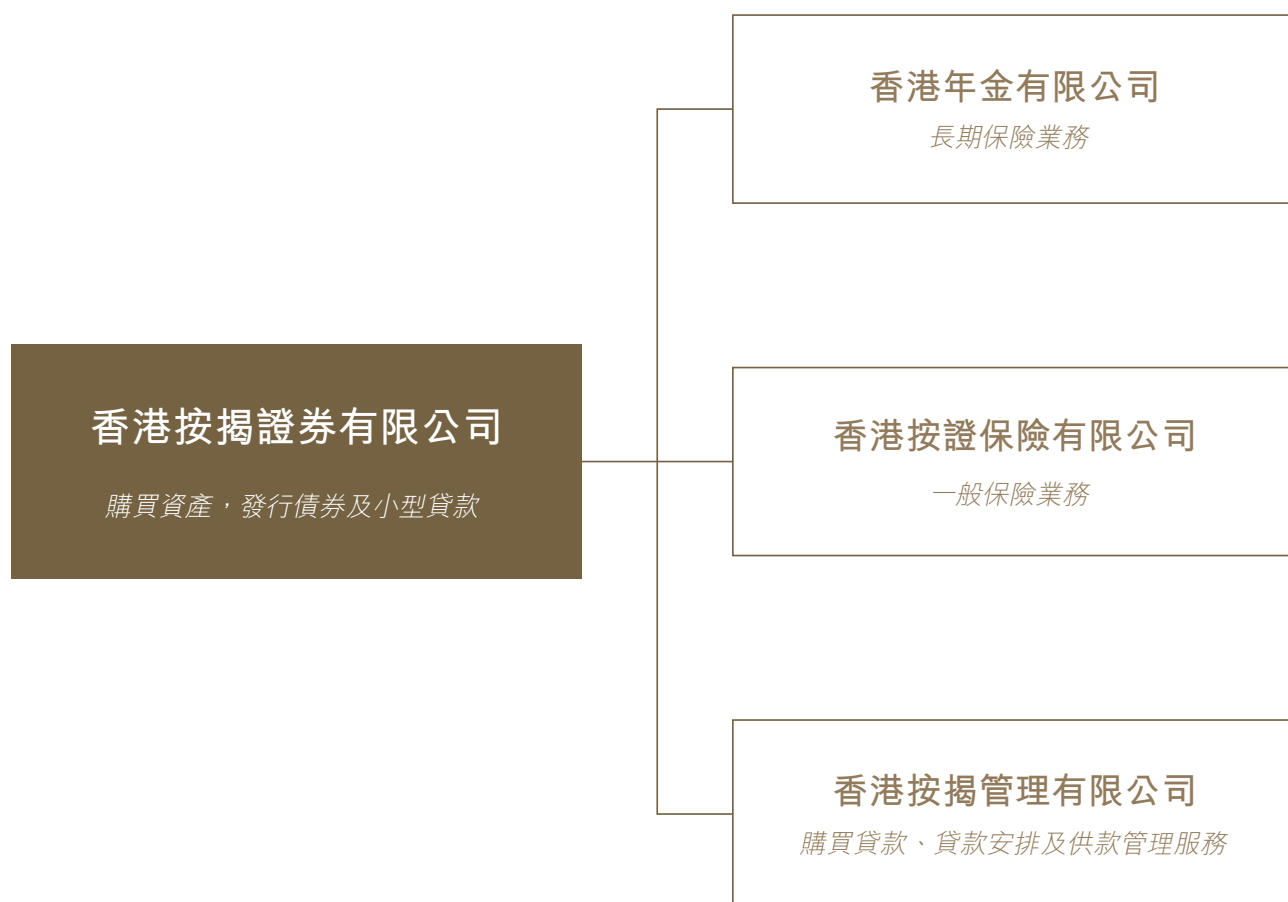 香港年金有限公司
長期保險業務
香港按揭證券有限公司
購買資產，發行債券及小型貸款
香港按證保險有限公司
一般保險業務
香港按揭管理有限公司
購買貸款、貸款安排及供款管理服務